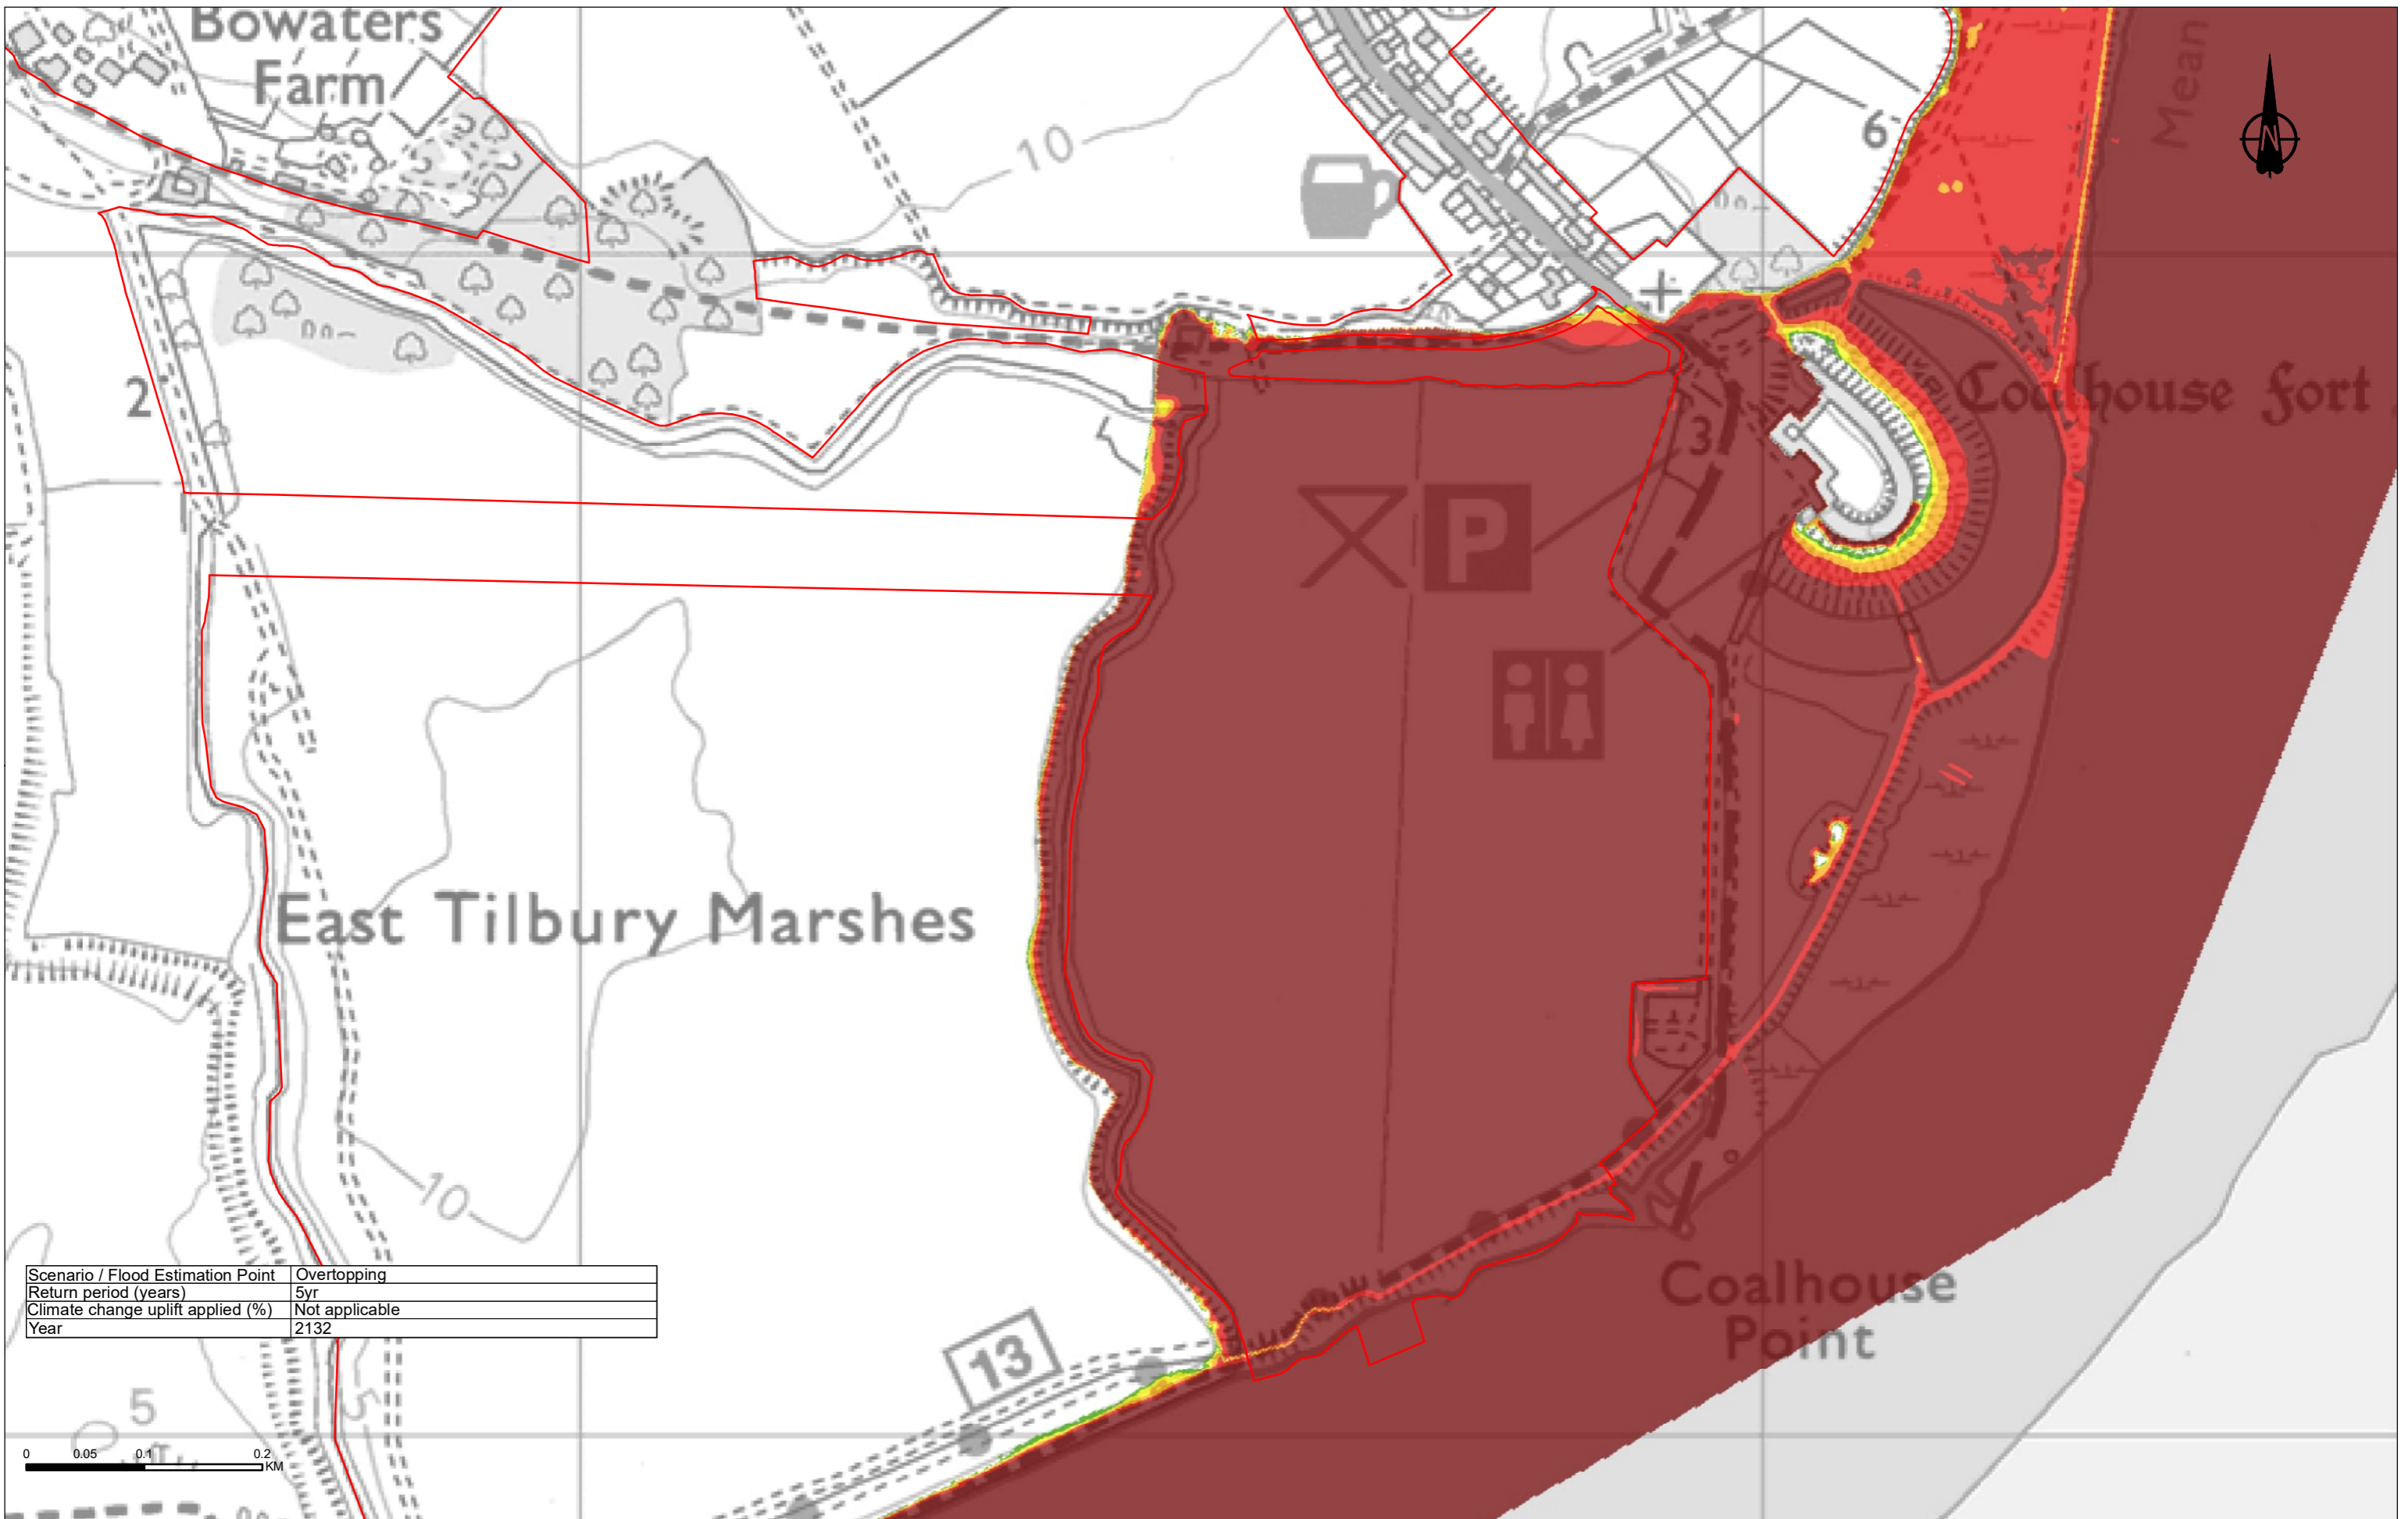 Bowaters
Farm
10
6
Mean
N
2
3
Coalhouse Fort
P
East Tilbury Marshes
10
Scenario / Flood Estimation Point Overtopping
Return period (years) 5yr
Climate change uplift applied (%) Not applicable
Year 2132
Coalhouse
Point
13
5
5
0 0.05 0.1 0.2
KM